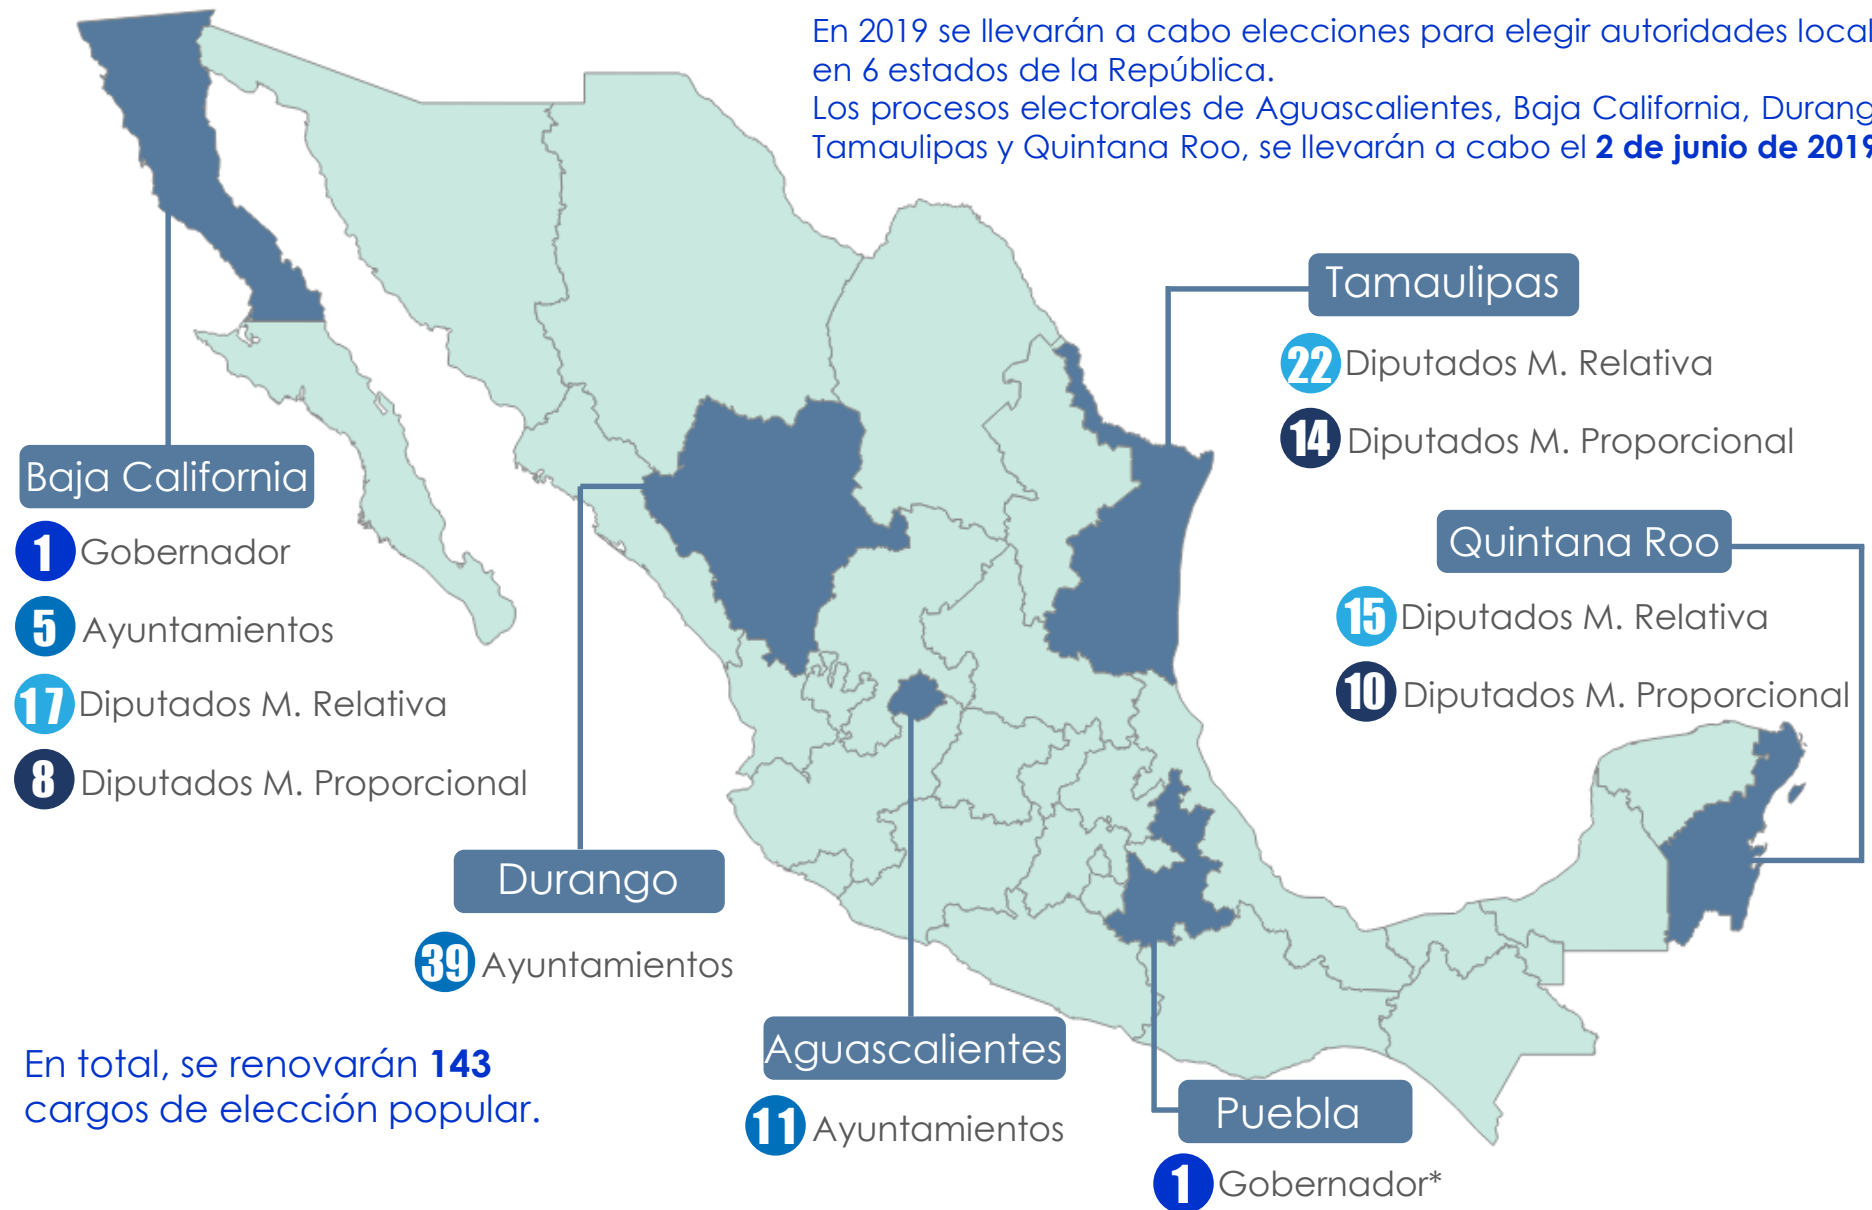 En 2019 se llevarán a cabo elecciones para elegir autoridades local
en 6 estados de la República.
Los procesos electorales de Aguascalientes, Baja California, Durang
Tamaulipas y Quintana Roo, se llevarán a cabo el 2 de junio de 2019
Tamaulipas
22 Diputados M. Relativa
14 Diputados M. Proporcional
Quintana Roo
15 Diputados M. Relativa
10 Diputados M. Proporcional
Baja California
1 Gobernador
5 Ayuntamientos
17 Diputados M. Relativa
8 Diputados M. Proporcional
Durango
39 Ayuntamientos
Aguascalientes
11 Ayuntamientos
Puebla
1 Gobernador*
En total, se renovarán 143
cargos de elección popular.